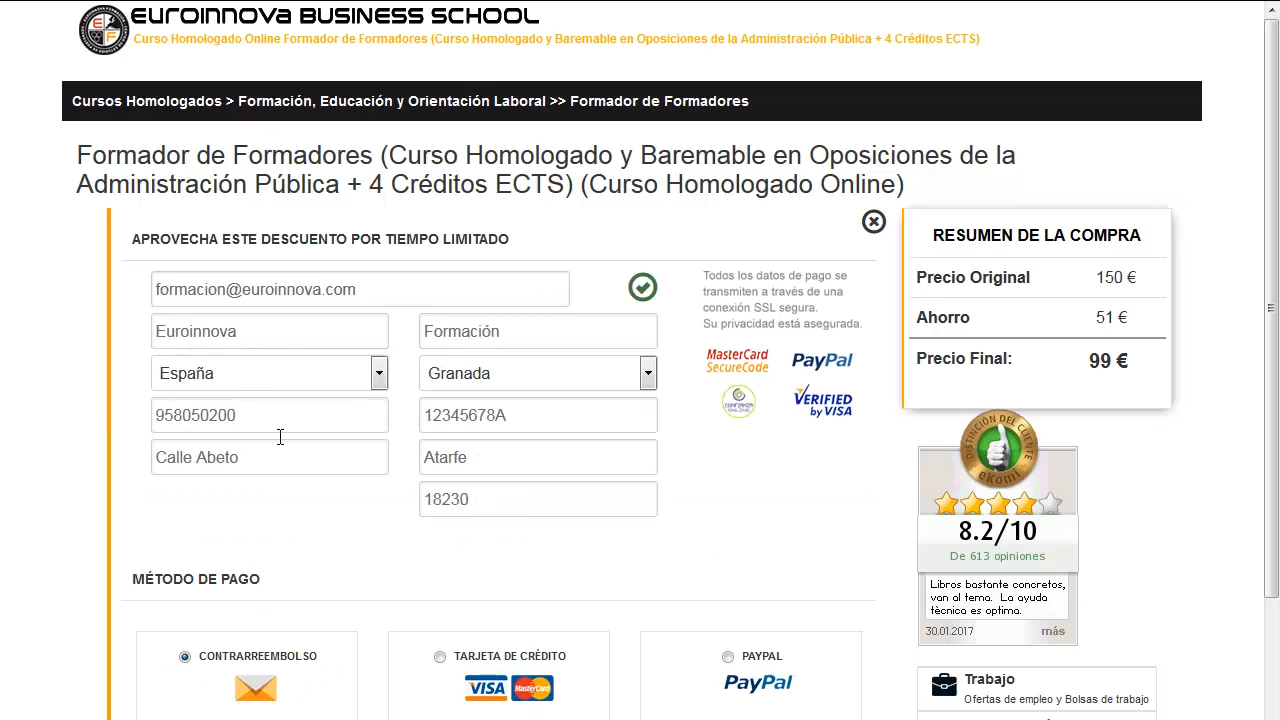 EUROINNOVA BUSINESS SCHOOL
Curso Homologado Online Formador de Formadores (Curso Homologado y Baremable en Oposiciones de la Administración Pública + 4 Créditos ECTS)
Cursos Homologados > Formación, Educación y Orientación Laboral >> Formador de Formadores
Formador de Formadores (Curso Homologado y Baremable en Oposiciones de la
Administración Pública + 4 Créditos ECTS) (Curso Homologado Online)
APROVECHA ESTE DESCUENTO POR TIEMPO LIMITADO
formacion@euroinnova.com
Euroinnova
Formación
España
Granada
958050200
12345678A
Calle Abeto
Atarfe
18230
Todos los datos de pago se
transmiten a través de una
conexión SSL segura.
Su privacidad está asegurada.
MasterCard
SecureCode
PayPal
CONFIANZA
ONLINE
VERIFIED
by VISA
RESUMEN DE LA COMPRA
Precio Original 150 €
Ahorro 51 €
Precio Final: 99 €
DISTINCIÓN DEL CLIENTE
eKomi
8.2/10
De 613 opiniones
Libros bastante concretos,
van al tema. La ayuda
tècnica es optima.
30.01.2017 más
MÉTODO DE PAGO
CONTRARREEMBOLSO
TARJETA DE CRÉDITO
VISA
MasterCard
PAYPAL
PayPal
Trabajo
Ofertas de empleo y Bolsas de trabajo